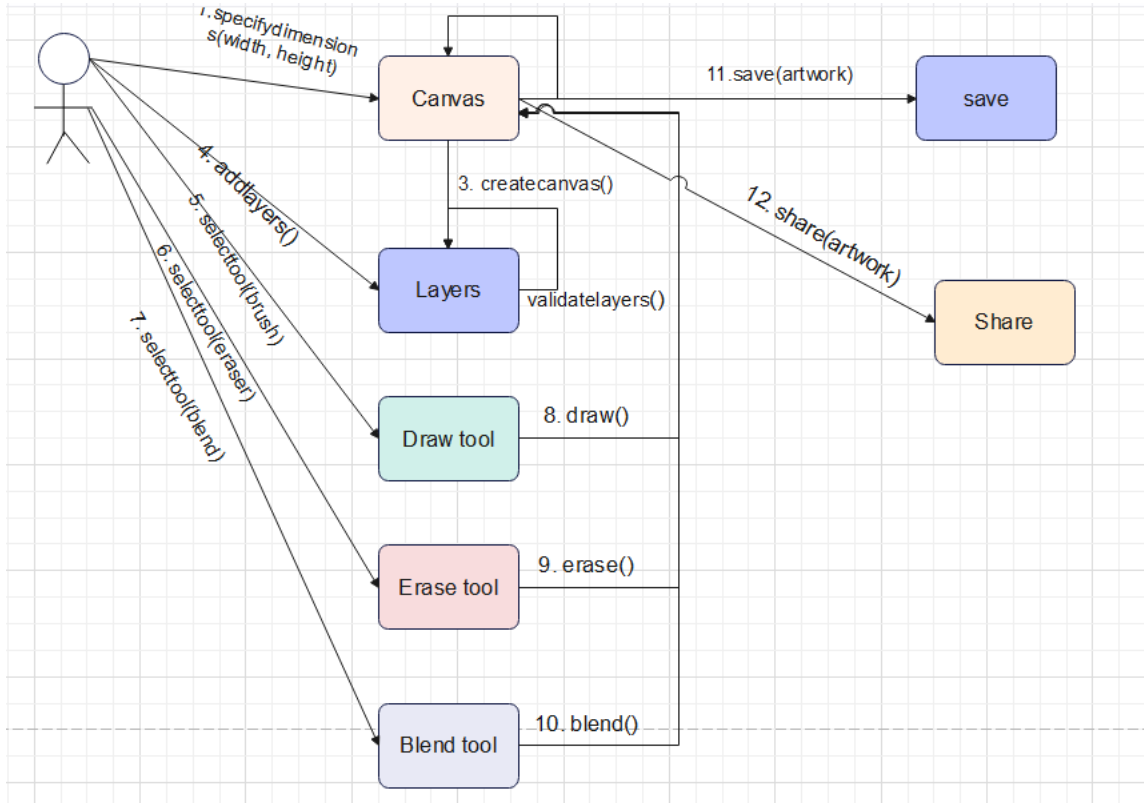 1.specifydimension
s(width, height)
Canvas
11.save(artwork)
save
3. createcanvas()
4. addlayers()
12. share(artwork)
5. selecttool(brush)
6. selecttool(eraser)
7. selecttool(blend)
Layers
validatelayers()
Share
Draw tool
8. draw()
Erase tool
9. erase()
Blend tool
10. blend()